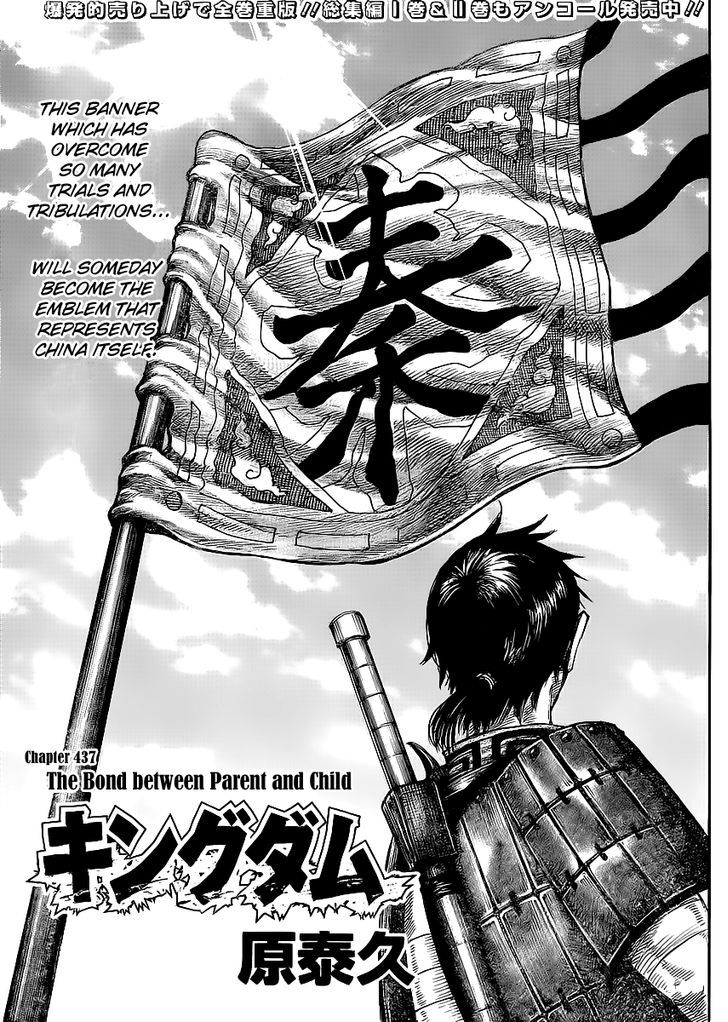 爆発的売り上げで全巻重版!!総集編Ⅰ巻&Ⅱ巻もアンコール発売中!!
THIS BANNER
WHICH HAS
OVERCOME
SO MANY
TRIALS AND
TRIBULATIONS...
WILL SOMEDAY
BECOME THE
EMBLEM THAT
REPRESENTS
CHINA ITSELF.
秦
Chapter 437
The Bond between Parent and Child
キングダム
原泰久